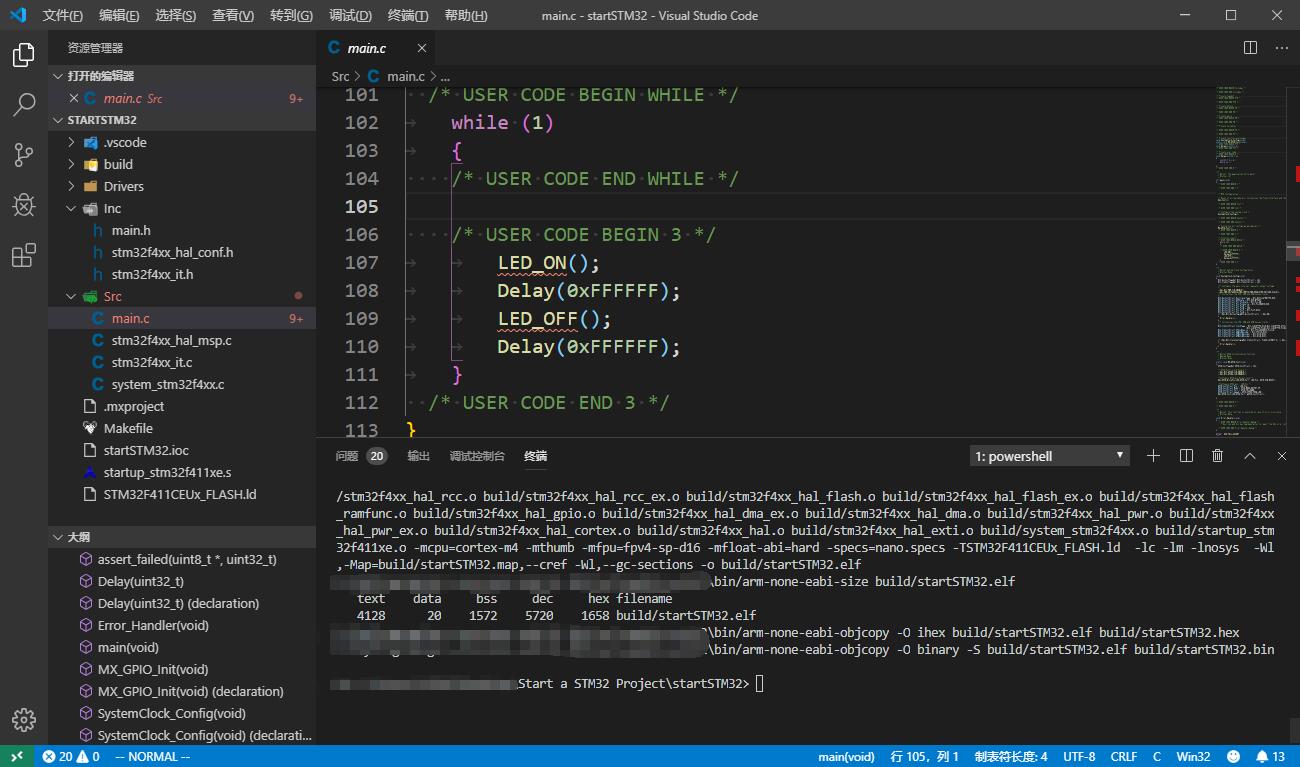 文件(F) 编辑(E) 选择(S) 查看(V) 转到(G) 调试(D) 终端(T) 帮助(H) main.c - startSTM32 - Visual Studio Code
资源管理器
打开的编辑器
main.c Src 9+
STARTSTM32
.vscode
build
Drivers
Inc
main.h
stm32f4xx_hal_conf.h
stm32f4xx_it.h
Src
main.c 9+
stm32f4xx_hal_msp.c
stm32f4xx_it.c
system_stm32f4xx.c
.mxproject
Makefile
startSTM32.ioc
startup_stm32f411xe.s
STM32F411CEUx_FLASH.ld
大纲
assert_failed(uint8_t *, uint32_t)
Delay(uint32_t)
Delay(uint32_t) (declaration)
Error_Handler(void)
main(void)
MX_GPIO_Init(void)
MX_GPIO_Init(void) (declaration)
SystemClock_Config(void)
SystemClock_Config(void) (declarati...
main.c
Src > main.c > ...
101 /* USER CODE BEGIN WHILE */
102 while (1)
103 {
104 /* USER CODE END WHILE */
105
106 /* USER CODE BEGIN 3 */
107 LED_ON();
108 Delay(0xFFFFFF);
109 LED_OFF();
110 Delay(0xFFFFFF);
111 }
112 /* USER CODE END 3 */
113 }
问题 20 输出 调试控制台 终端 1: powershell
/stm32f4xx_hal_rcc.o build/stm32f4xx_hal_rcc_ex.o build/stm32f4xx_hal_flash.o build/stm32f4xx_hal_flash_ex.o build/stm32f4xx_hal_flash
_ramfunc.o build/stm32f4xx_hal_gpio.o build/stm32f4xx_hal_dma_ex.o build/stm32f4xx_hal_dma.o build/stm32f4xx_hal_pwr.o build/stm32f4xx
_hal_pwr_ex.o build/stm32f4xx_hal_cortex.o build/stm32f4xx_hal.o build/stm32f4xx_hal_exti.o build/system_stm32f4xx.o build/startup_stm
32f411xe.o -mcpu=cortex-m4 -mthumb -mfpu=fpv4-sp-d16 -mfloat-abi=hard -specs=nano.specs -TSTM32F411CEUx_FLASH.ld -lc -lm -lnosys -Wl
,-Map=build/startSTM32.map,--cref -Wl,--gc-sections -o build/startSTM32.elf
\bin/arm-none-eabi-size build/startSTM32.elf
text data bss dec hex filename
4128 20 1572 5720 1658 build/startSTM32.elf
\bin/arm-none-eabi-objcopy -O ihex build/startSTM32.elf build/startSTM32.hex
\bin/arm-none-eabi-objcopy -O binary -S build/startSTM32.elf build/startSTM32.bin
Start a STM32 Project\startSTM32>
20 0 -- NORMAL -- main(void) 行 105，列 1 制表符长度: 4 UTF-8 CRLF C Win32 13